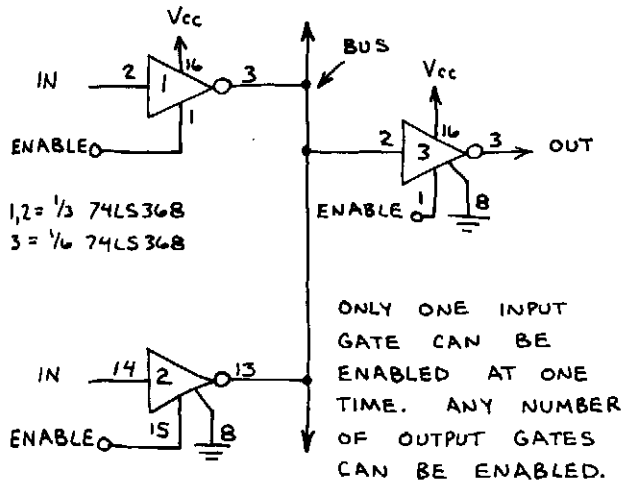 Vcc
16
BUS
IN 2 1 3
Vcc
1
16
ENABLE
2 3 3 OUT
1,2 = 1/3 74LS368
1
ENABLE
8
3 = 1/6 74LS368
ONLY ONE INPUT
GATE CAN BE
IN 14 2 13
ENABLED AT ONE
TIME. ANY NUMBER
ENABLE 15 8
OF OUTPUT GATES
CAN BE ENABLED.